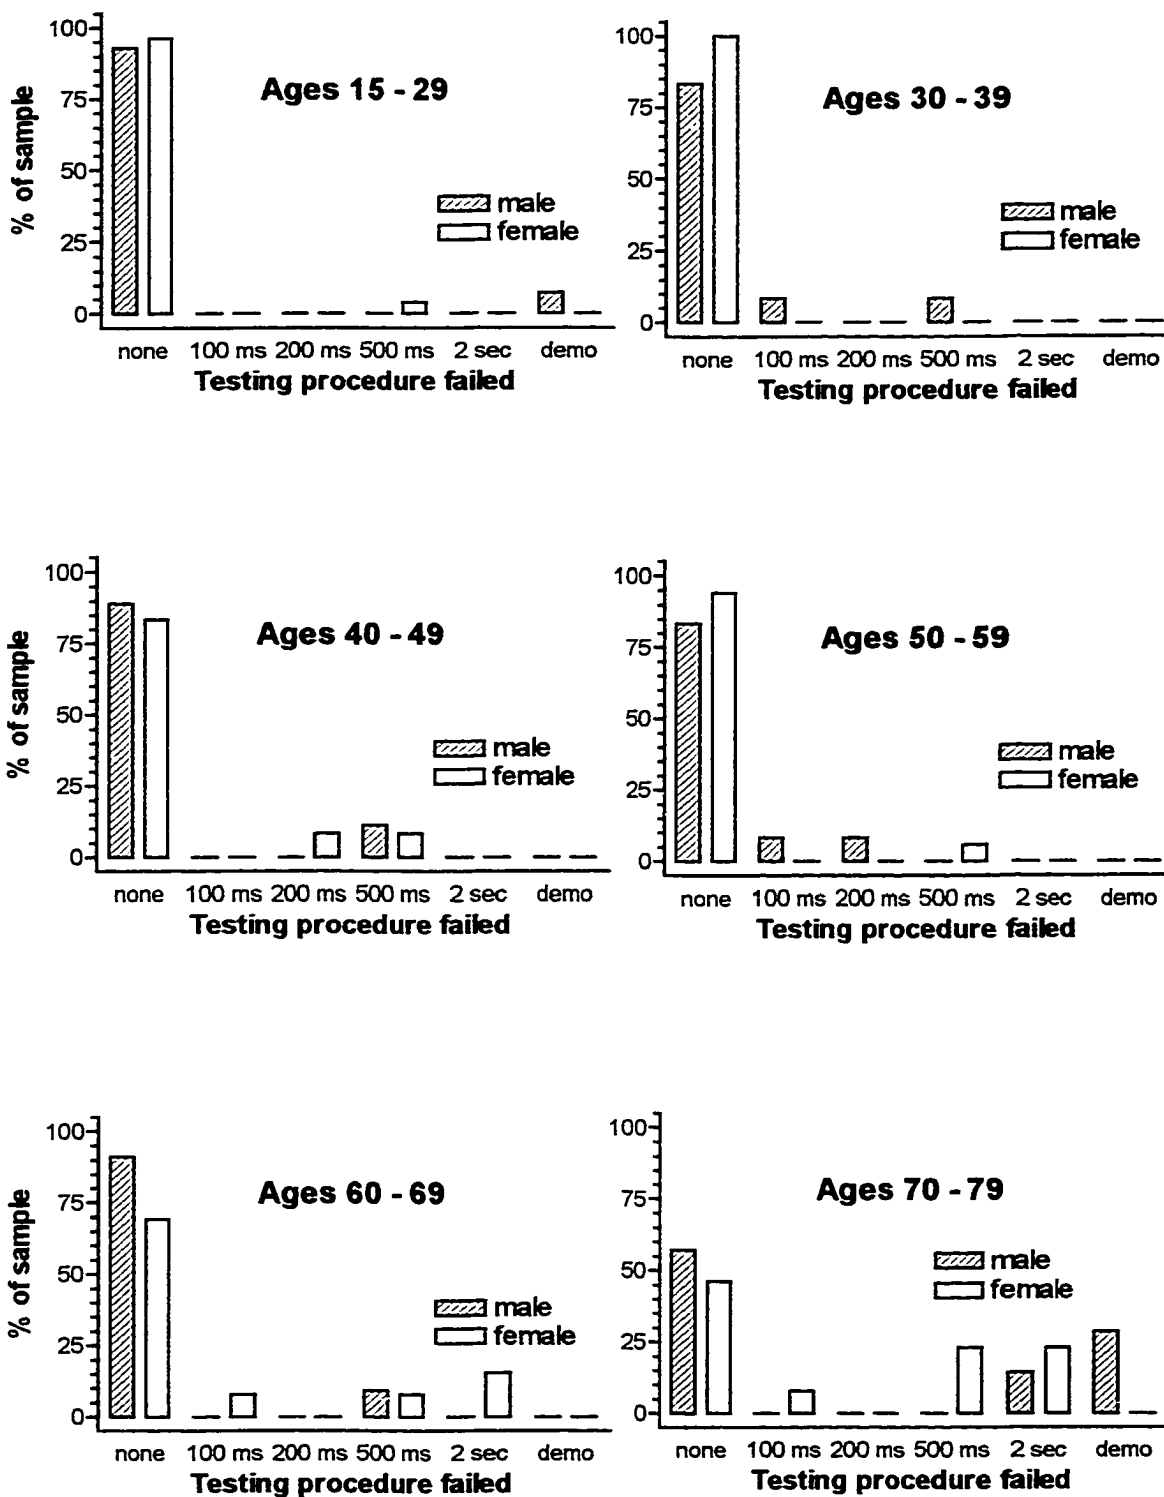 % of sample
100
75
50
25
0
Ages 15 - 29
male
female
none 100 ms 200 ms 500 ms 2 sec demo
Testing procedure failed
100
75
50
25
0
Ages 30 - 39
male
female
none 100 ms 200 ms 500 ms 2 sec demo
Testing procedure failed
% of sample
100
75
50
25
0
Ages 40 - 49
male
female
none 100 ms 200 ms 500 ms 2 sec demo
Testing procedure failed
100
75
50
25
0
Ages 50 - 59
male
female
none 100 ms 200 ms 500 ms 2 sec demo
Testing procedure failed
% of sample
100
75
50
25
0
Ages 60 - 69
male
female
none 100 ms 200 ms 500 ms 2 sec demo
Testing procedure failed
100
75
50
25
0
Ages 70 - 79
male
female
none 100 ms 200 ms 500 ms 2 sec demo
Testing procedure failed